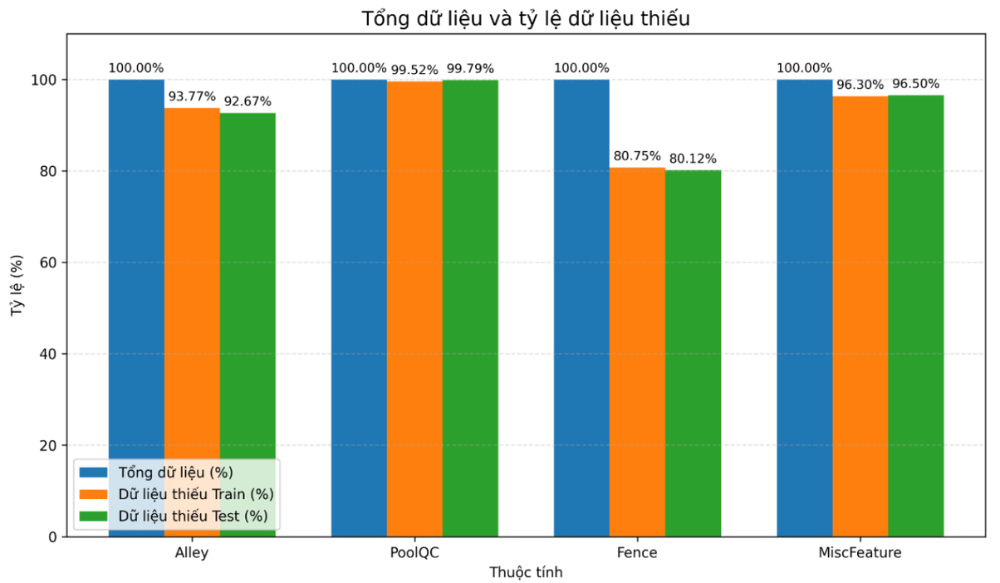 Tổng dữ liệu và tỷ lệ dữ liệu thiếu
100.00%
93.77%
92.67%
100.00%
99.52%
99.79%
100.00%
80.75%
80.12%
100.00%
96.30%
96.50%
Tỷ lệ (%)
100
80
60
40
20
0
Tổng dữ liệu (%)
Dữ liệu thiếu Train (%)
Dữ liệu thiếu Test (%)
Alley
PoolQC
Fence
MiscFeature
Thuộc tính